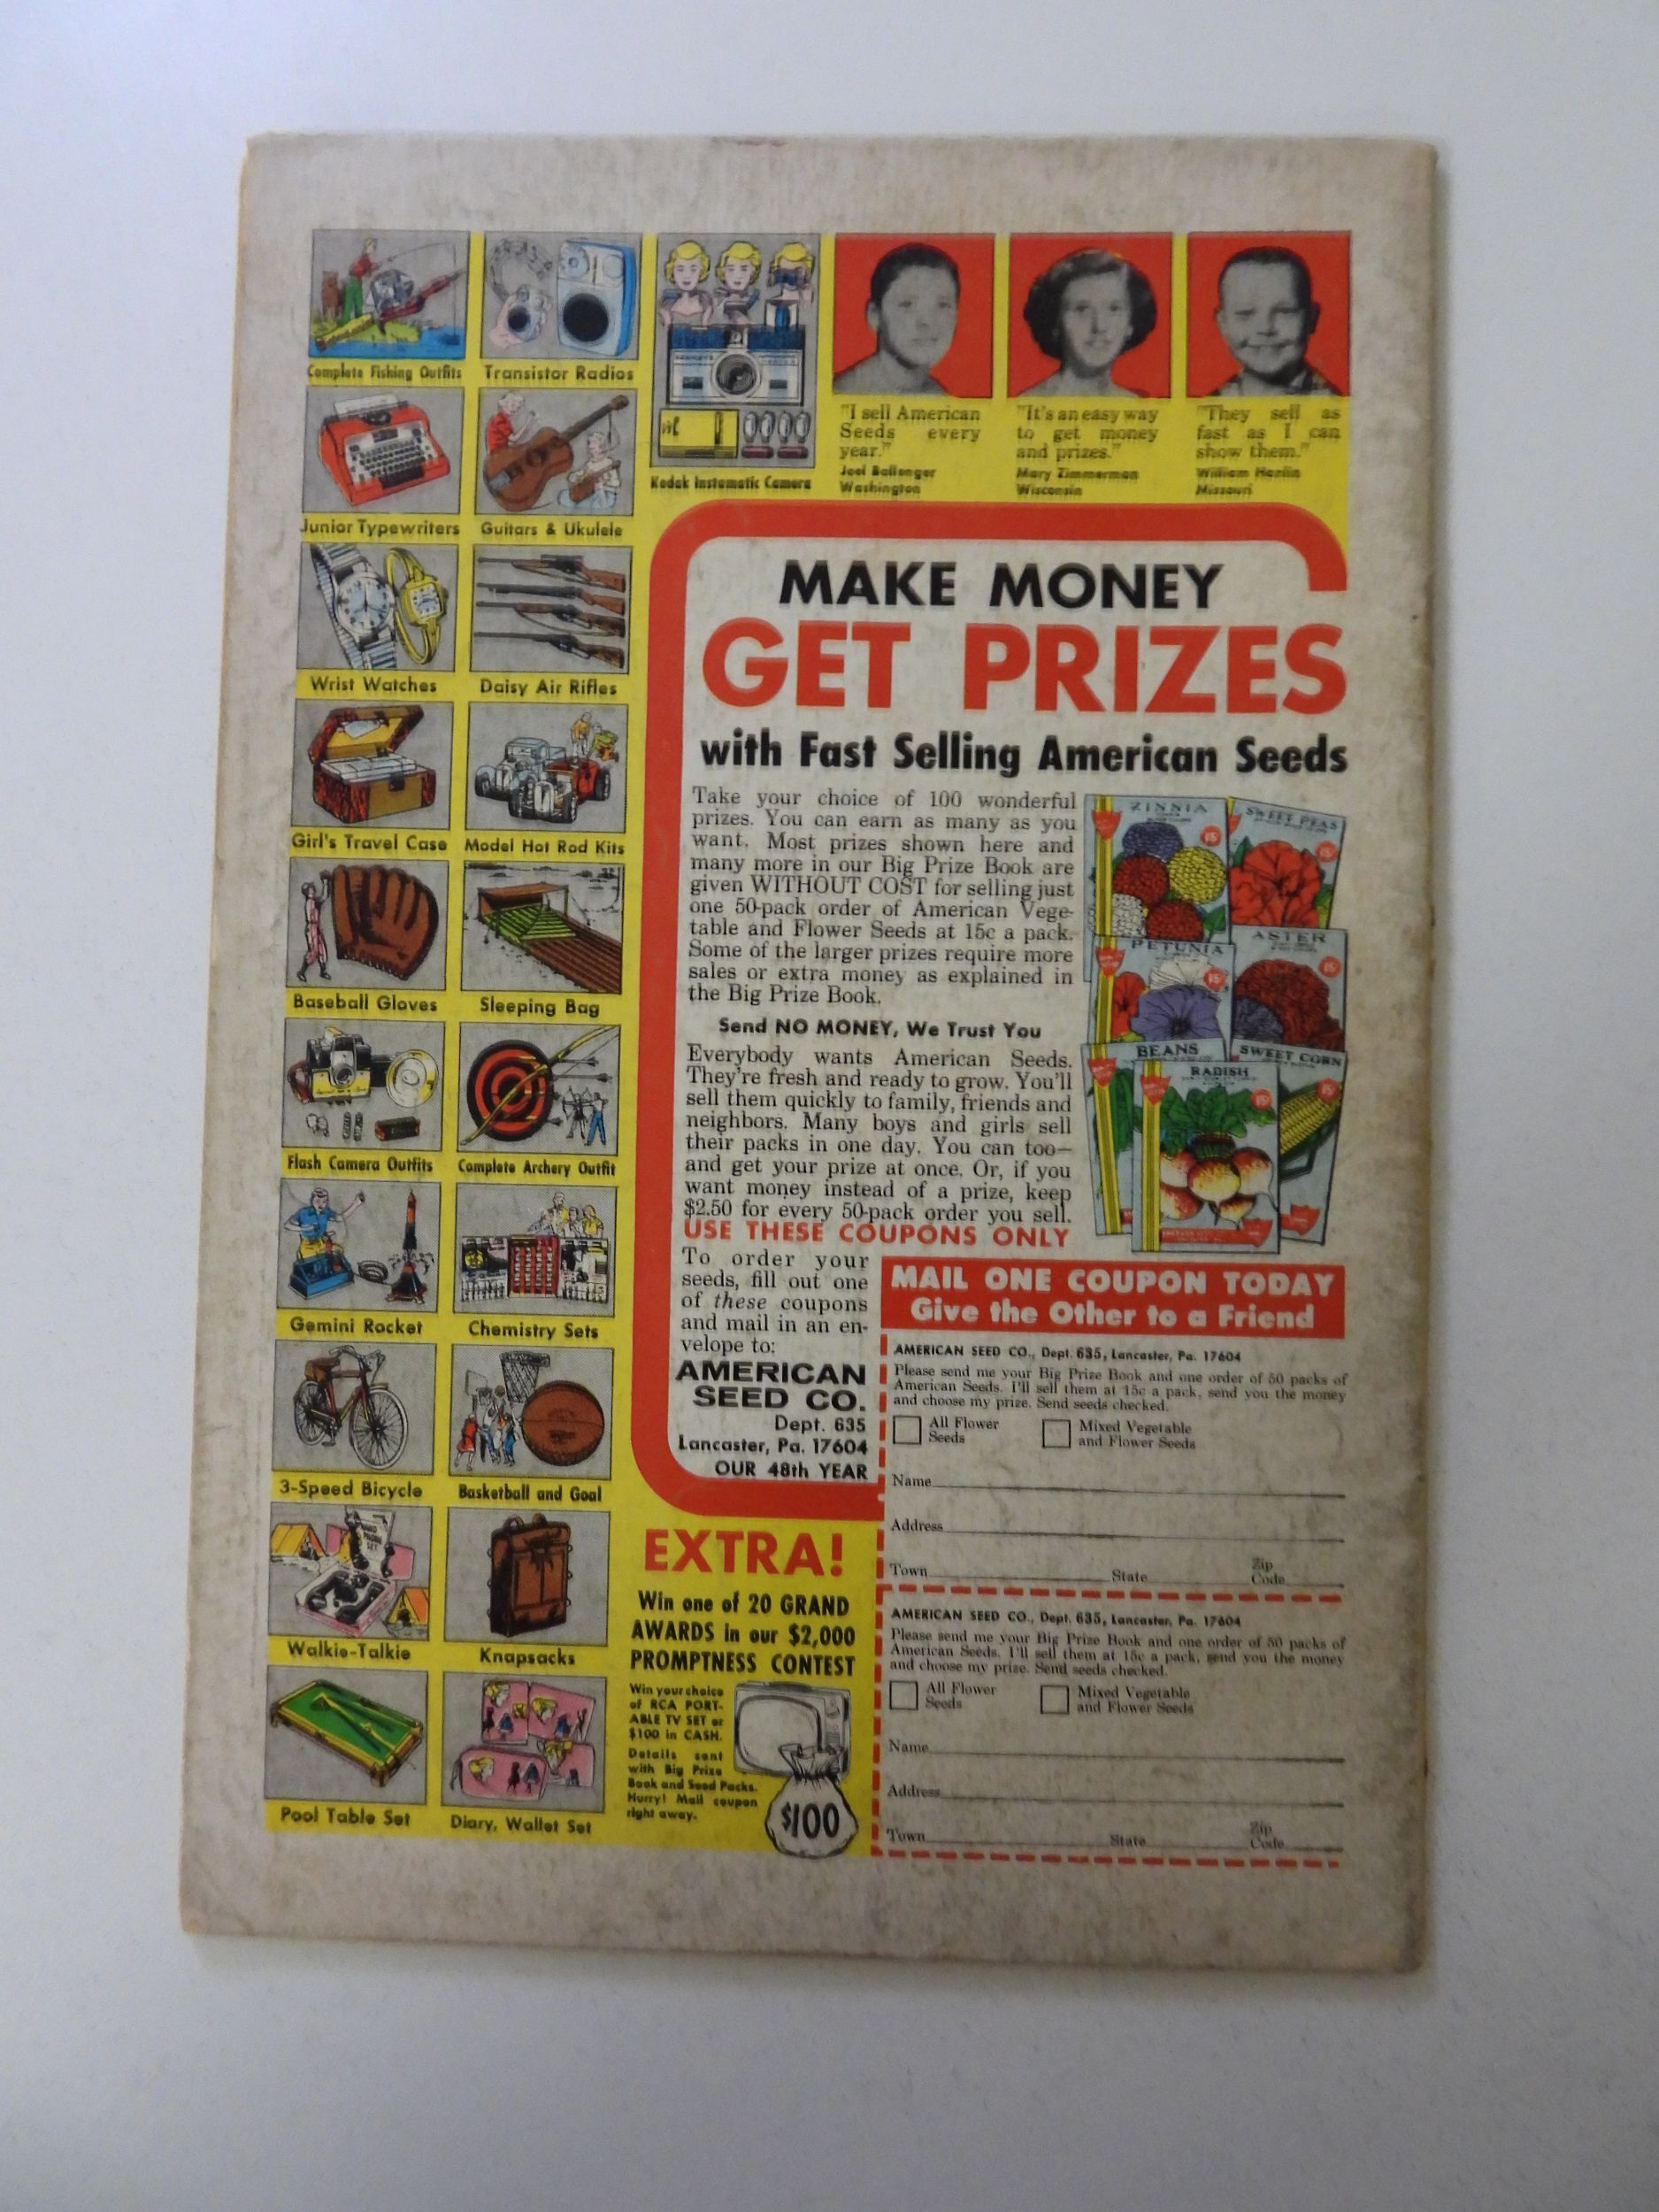 Complete Fishing Outfits
Transistor Radios
Kodak Instamatic Camera
Junior Typewriters
Guitars & Ukulele
Wrist Watches
Daisy Air Rifles
Girl's Travel Case
Model Hot Rod Kits
Baseball Gloves
Sleeping Bag
Flash Camera Outfits
Complete Archery Outfit
Gemini Rocket
Chemistry Sets
3-Speed Bicycle
Basketball and Goal
Walkie-Talkie
Knapsacks
Pool Table Set
Diary, Wallet Set
"I sell American
Seeds every
year."
Joel Ballenger
Washington
"It's an easy way
to get money
and prizes."
Mary Zimmerman
Wisconsin
"They sell as
fast as I can
show them."
William Hanlin
Missouri
MAKE MONEY
GET PRIZES
with Fast Selling American Seeds
Take your choice of 100 wonderful
prizes. You can earn as many as you
want. Most prizes shown here and
many more in our Big Prize Book are
given WITHOUT COST for selling just
one 50-pack order of American Vege-
table and Flower Seeds at 15c a pack.
Some of the larger prizes require more
sales or extra money as explained in
the Big Prize Book.
Send NO MONEY, We Trust You
Everybody wants American Seeds.
They're fresh and ready to grow. You'll
sell them quickly to family, friends and
neighbors. Many boys and girls sell
their packs in one day. You can too—
and get your prize at once. Or, if you
want money instead of a prize, keep
$2.50 for every 50-pack order you sell.
USE THESE COUPONS ONLY
ZINNIA
15¢
SWEET PEAS
15¢
PETUNIA
15¢
ASTER
15¢
BEANS
SWEET CORN
15¢
RADISH
15¢
To order your
seeds, fill out one
of these coupons
and mail in an en-
velope to:
AMERICAN
SEED CO.
Dept. 635
Lancaster, Pa. 17604
OUR 48th YEAR
MAIL ONE COUPON TODAY
Give the Other to a Friend
AMERICAN SEED CO., Dept. 635, Lancaster, Pa. 17604
Please send me your Big Prize Book and one order of 50 packs of
American Seeds. I'll sell them at 15c a pack, send you the money
and choose my prize. Send seeds checked.
All Flower
Seeds
Mixed Vegetable
and Flower Seeds
Name
Address
Town State Zip
Code
AMERICAN SEED CO., Dept. 635, Lancaster, Pa. 17604
Please send me your Big Prize Book and one order of 50 packs of
American Seeds. I'll sell them at 15c a pack, send you the money
and choose my prize. Send seeds checked.
All Flower
Seeds
Mixed Vegetable
and Flower Seeds
Name
Address
Town State Zip
Code
EXTRA!
Win one of 20 GRAND
AWARDS in our $2,000
PROMPTNESS CONTEST
Win your choice
of RCA PORT-
ABLE TV SET or
$100 in CASH.
Details sent
with Big Prize
Book and Seed Packs.
Hurry! Mail coupon
right away.
$100